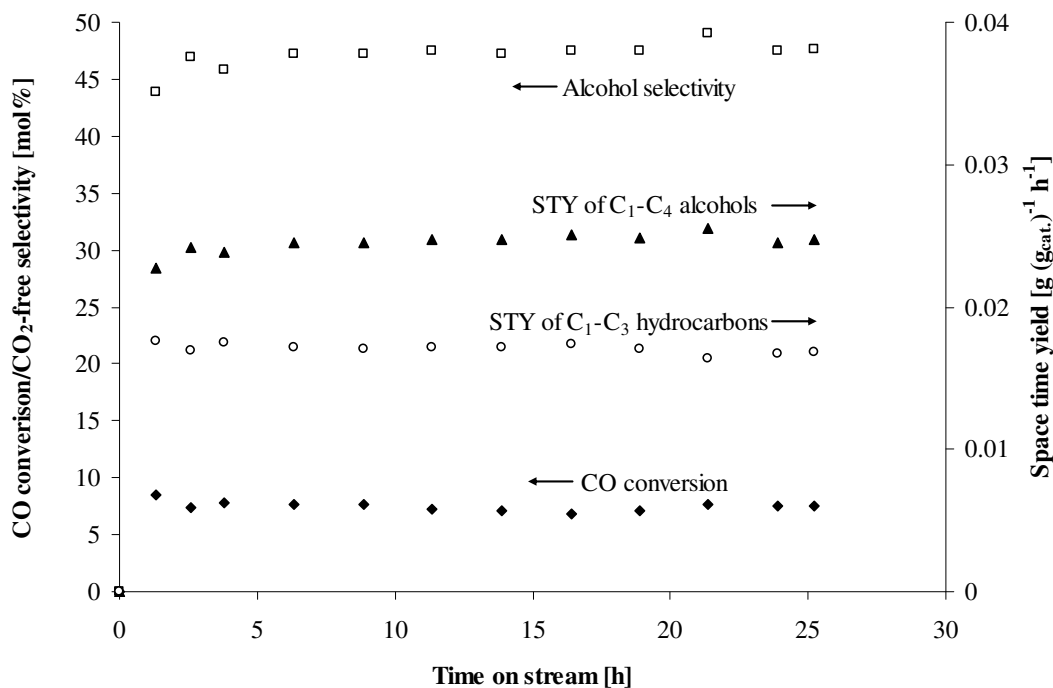 CO converison/CO₂-free selectivity [mol%]
50
45
40
35
30
25
20
15
10
5
0
Alcohol selectivity
STY of C₁-C₄ alcohols
STY of C₁-C₃ hydrocarbons
CO conversion
0.04
0.03
0.02
0.01
0
Space time yield [g (g_cat.)⁻¹ h⁻¹]
0 5 10 15 20 25 30
Time on stream [h]